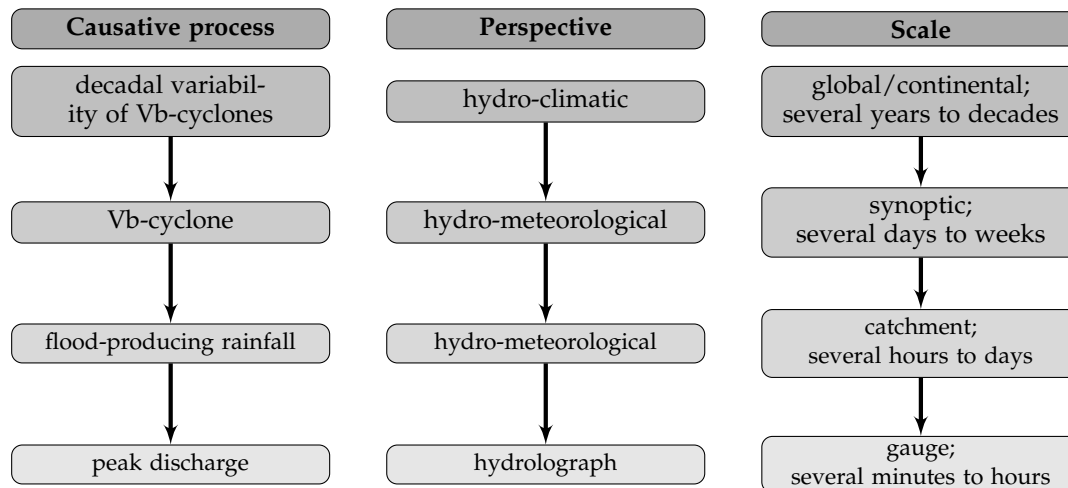 Causative process
Perspective
Scale
decadal variabil-
ity of Vb-cyclones
hydro-climatic
global/continental;
several years to decades
Vb-cyclone
hydro-meteorological
synoptic;
several days to weeks
flood-producing rainfall
hydro-meteorological
catchment;
several hours to days
peak discharge
hydrolograph
gauge;
several minutes to hours